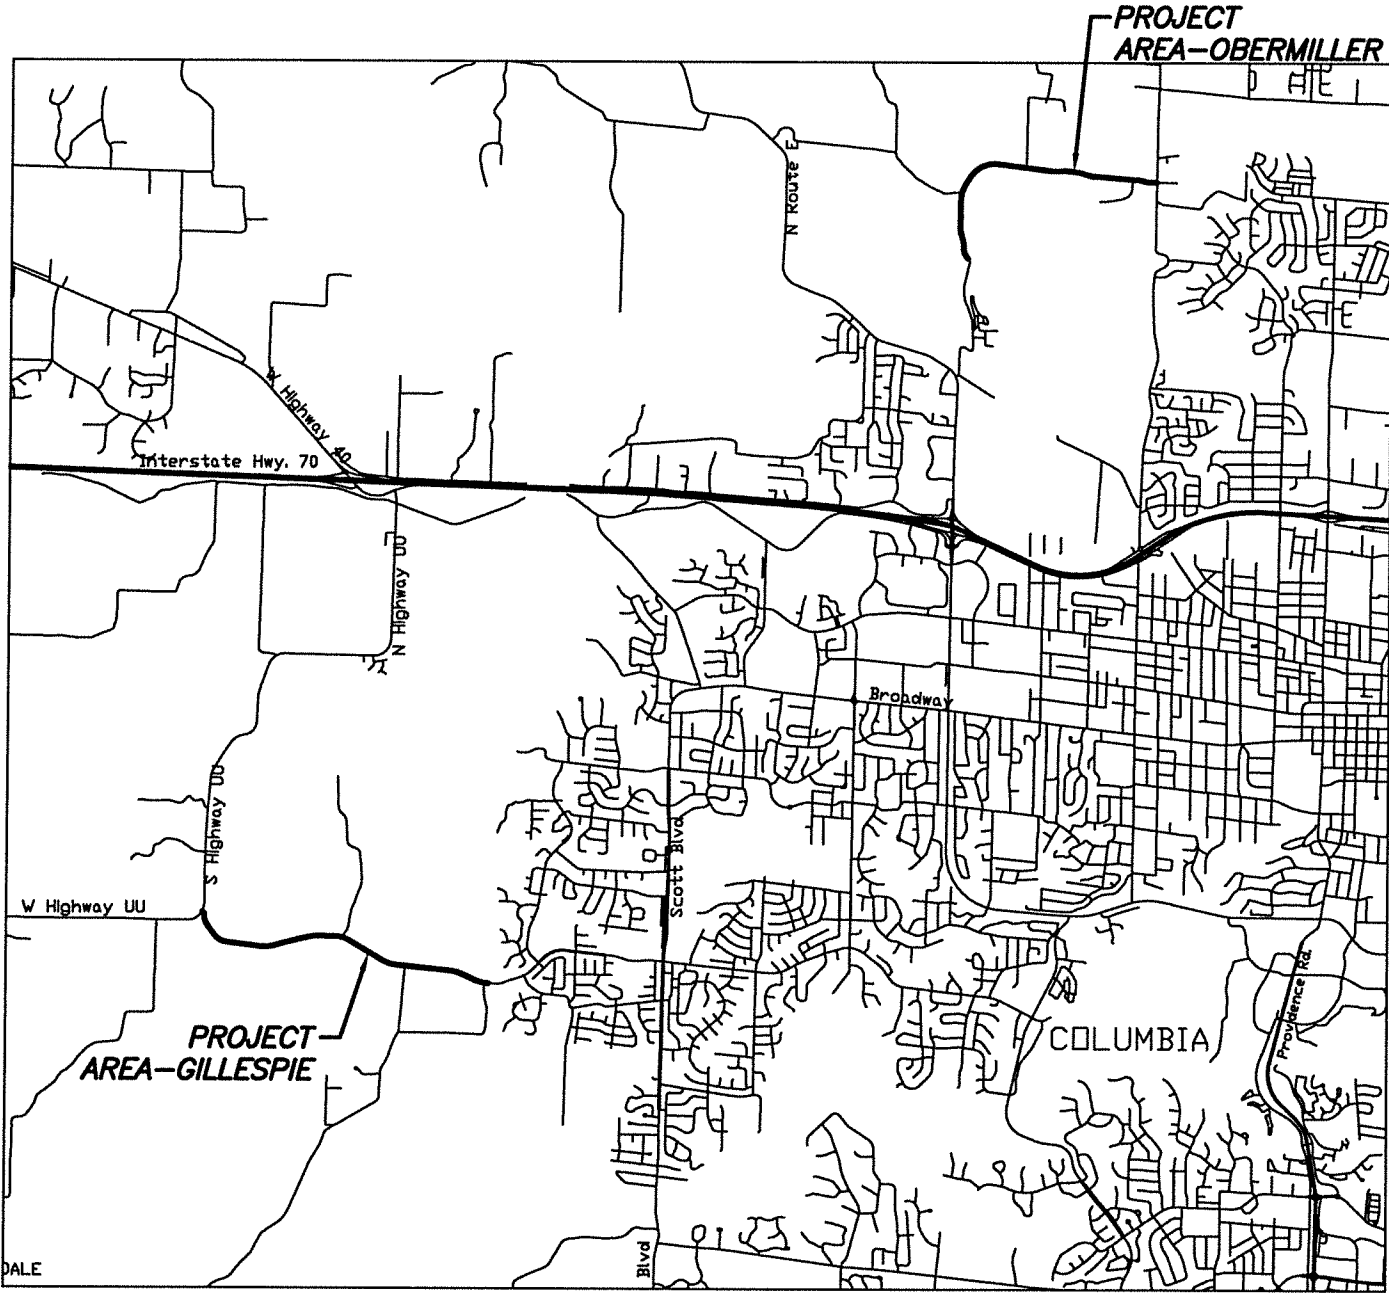 PROJECT
AREA-OBERMILLER
N Route E
W Highway 40
Interstate Hwy. 70
N Highway UU
Broadway
S Highway UU
Scott Blvd
W Highway UU
Providence Rd.
PROJECT
AREA-GILLESPIE
COLUMBIA
Blvd
DALE